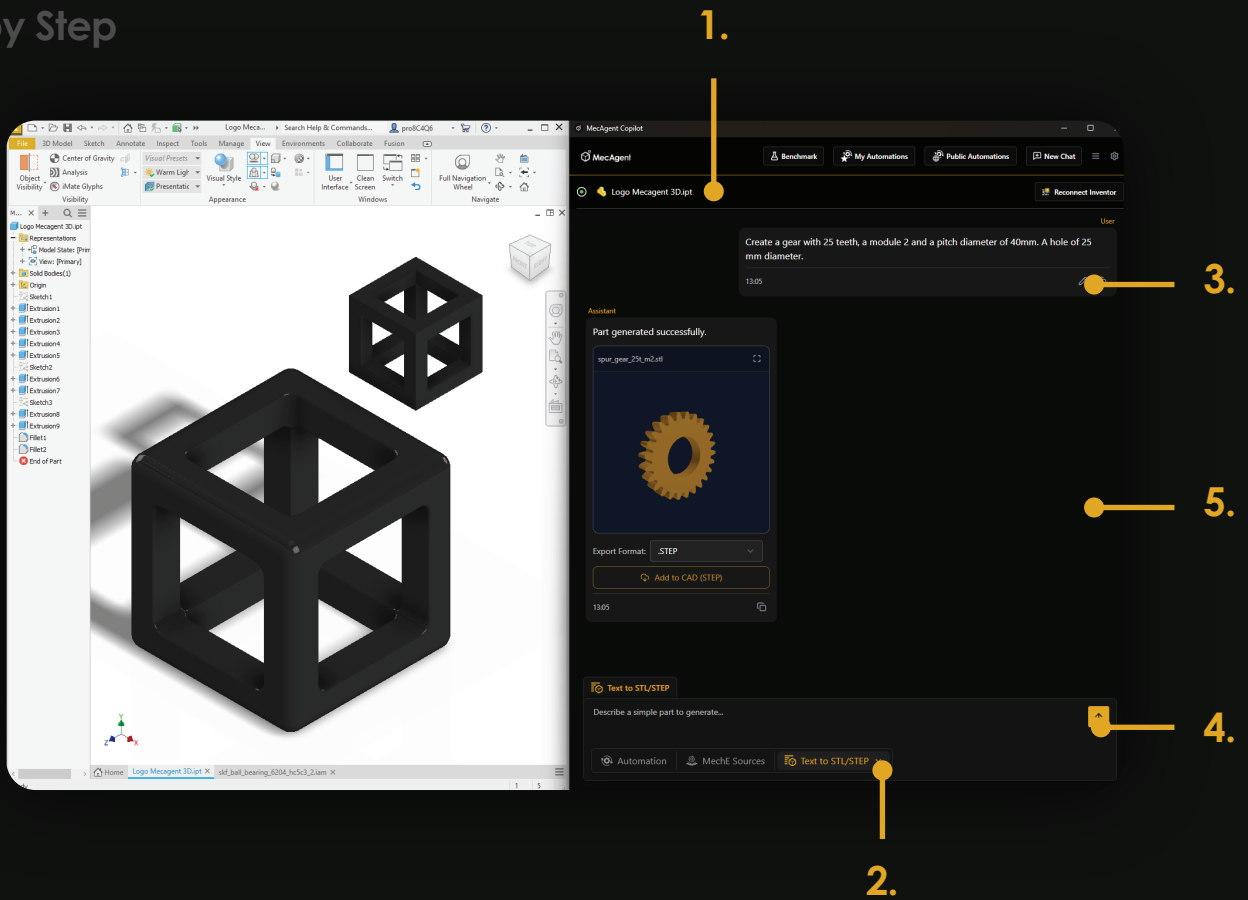 by Step
1.
Logo Meca... Search Help & Commands... pro8C4Q6
File 3D Model Sketch Annotate Inspect Tools Manage View Environments Collaborate Fusion
Object Visibility
Center of Gravity
Analysis
iMate Glyphs
Visibility
Visual Presets
Warm Ligh
Presentatic
Visual Style
Appearance
User Interface
Clean Screen
Switch
Windows
Full Navigation Wheel
Navigate
M...
Logo Mecagent 3D.ipt
Representations
Model State: [Prim
View: [Primary]
Solid Bodies(1)
Origin
Sketch1
Extrusion1
Extrusion2
Extrusion3
Extrusion4
Extrusion5
Sketch2
Extrusion6
Extrusion7
Sketch3
Extrusion8
Extrusion9
Fillet1
Fillet2
End of Part
Y
Z X
Home Logo Mecagent 3D.ipt skf_ball_bearing_6204_hc5c3_2.iam
1 5
MecAgent Copilot
MecAgent
Benchmark My Automations Public Automations New Chat
Logo Mecagent 3D.ipt
Reconnect Inventor
User
Create a gear with 25 teeth, a module 2 and a pitch diameter of 40mm. A hole of 25
mm diameter.
13:05
3.
Assistant
Part generated successfully.
spur_gear_25t_m2.stl
5.
Export Format: .STEP
Add to CAD (STEP)
13:05
Text to STL/STEP
Describe a simple part to generate...
4.
Automation MechE Sources Text to STL/STEP
2.